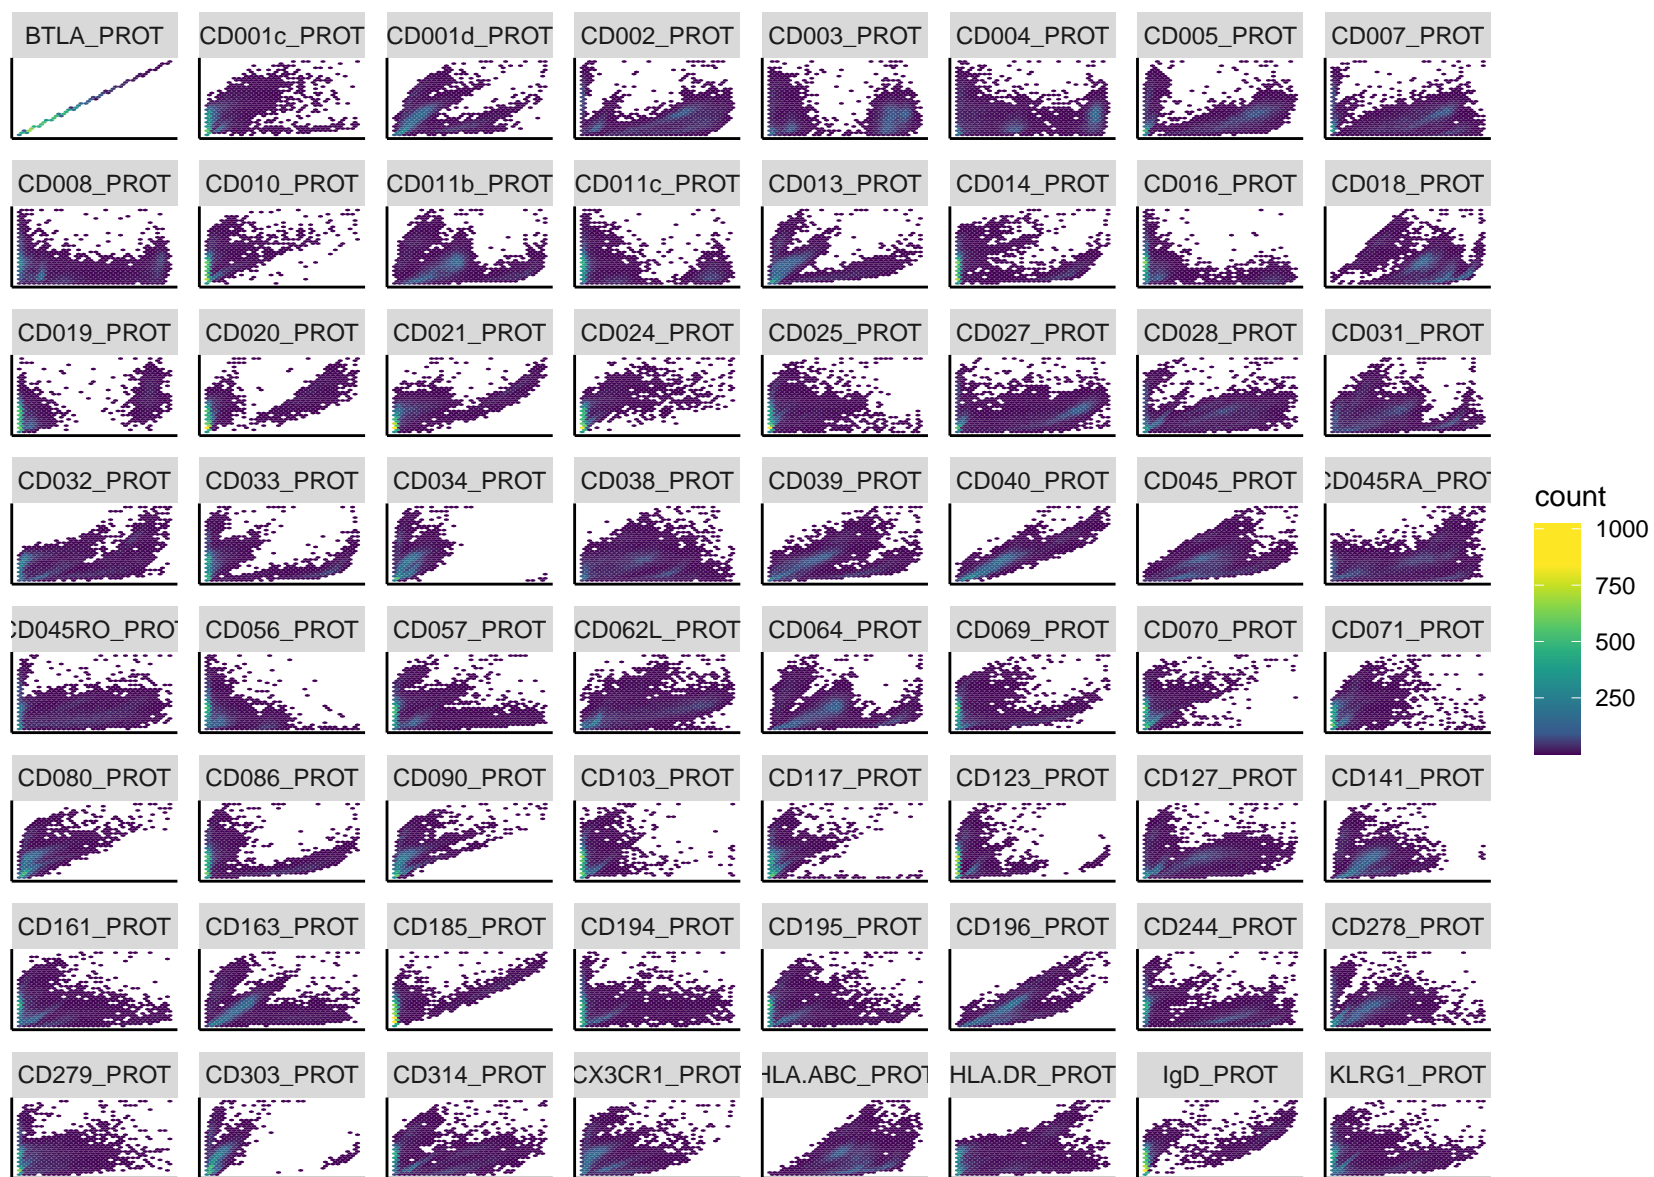 BTLA_PROT CD001c_PROT CD001d_PROT CD002_PROT CD003_PROT CD004_PROT CD005_PROT CD007_PROT
CD008_PROT CD010_PROT CD011b_PROT CD011c_PROT CD013_PROT CD014_PROT CD016_PROT CD018_PROT
CD019_PROT CD020_PROT CD021_PROT CD024_PROT CD025_PROT CD027_PROT CD028_PROT CD031_PROT
CD032_PROT CD033_PROT CD034_PROT CD038_PROT CD039_PROT CD040_PROT CD045_PROT CD045RA_PROT
CD045RO_PROT CD056_PROT CD057_PROT CD062L_PROT CD064_PROT CD069_PROT CD070_PROT CD071_PROT
CD080_PROT CD086_PROT CD090_PROT CD103_PROT CD117_PROT CD123_PROT CD127_PROT CD141_PROT
CD161_PROT CD163_PROT CD185_PROT CD194_PROT CD195_PROT CD196_PROT CD244_PROT CD278_PROT
CD279_PROT CD303_PROT CD314_PROT CX3CR1_PROT HLA.ABC_PROT HLA.DR_PROT IgD_PROT KLRG1_PROT
count
1000
750
500
250